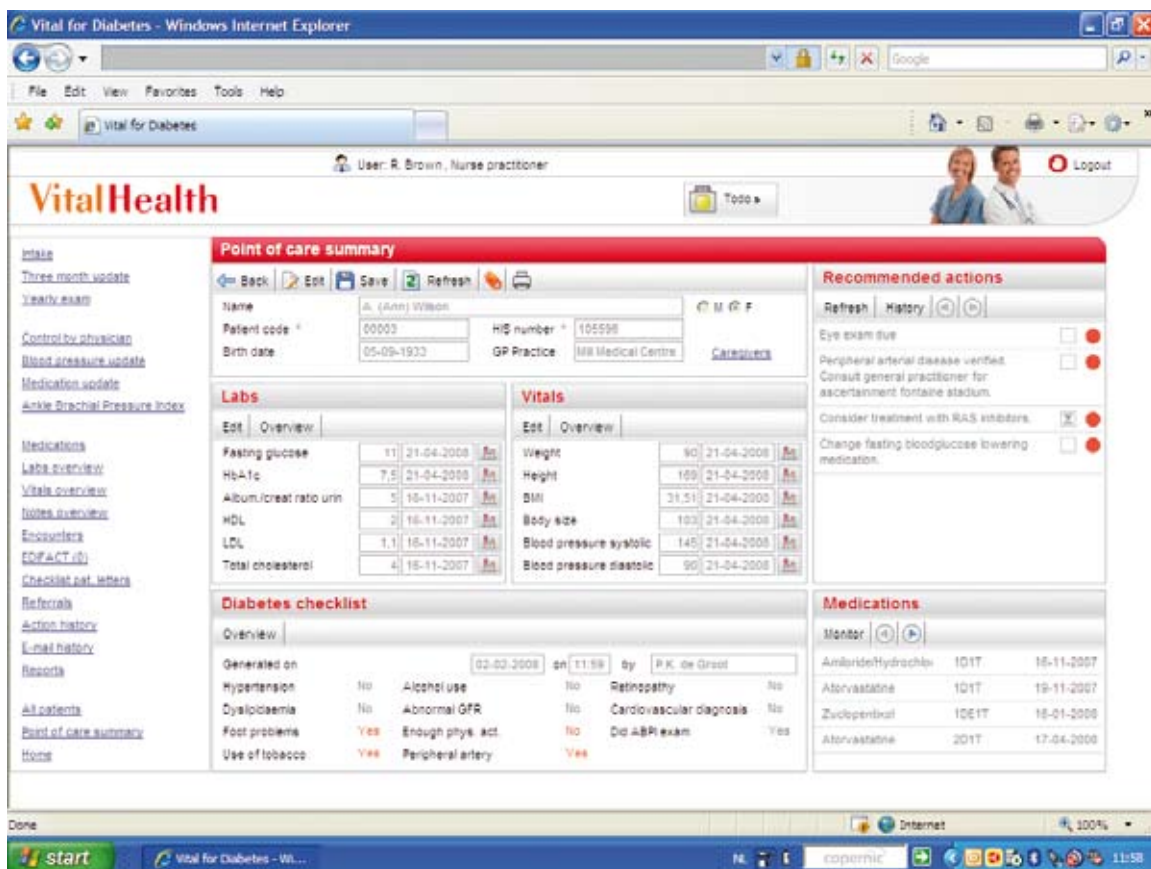 Vital for Diabetes - Windows Internet Explorer
Google
File Edit View Favorites Tools Help
Vital for Diabetes
User: R. Brown, Nurse practitioner
Logout
VitalHealth
Todo »
Intake
Three month update
Yearly exam
Control by physician
Blood pressure update
Medication update
Ankle Brachial Pressure Index
Medications
Labs overview
Vitals overview
Notes overview
Encounters
EDIFACT (0)
Checklist pat. letters
Referrals
Action history
E-mail history
Reports
All patients
Point of care summary
Home
Point of care summary
Back Edit Save Refresh
Name A. (Ann) Wilson M F
Patient code * 00003 HIS number * 105598
Birth date 05-09-1933 GP Practice Mill Medical Centre Caregivers
Labs
Edit Overview
Fasting glucose 11 21-04-2008
HbA1c 7,5 21-04-2008
Album./creat ratio urin 5 16-11-2007
HDL 2 16-11-2007
LDL 1,1 16-11-2007
Total cholesterol 4 16-11-2007
Vitals
Edit Overview
Weight 90 21-04-2008
Height 169 21-04-2008
BMI 31,51 21-04-2008
Body size 103 21-04-2008
Blood pressure systolic 145 21-04-2008
Blood pressure diastolic 90 21-04-2008
Recommended actions
Refresh History
Eye exam due
Peripheral arterial disease verified.
Consult general practitioner for
ascertainment fontaine stadium.
Consider treatment with RAS inhibitors.
Change fasting bloodglucose lowering
medication.
Diabetes checklist
Overview
Generated on 02-02-2008 on 11:59 by P.K. de Groot
Hypertension No Alcohol use No Retinopathy No
Dyslipidaemia No Abnormal GFR No Cardiovascular diagnosis No
Foot problems Yes Enough phys. act. No Did ABPI exam Yes
Use of tobacco Yes Peripheral artery Yes
Medications
Monitor
Amiloride/Hydrochlo 1D1T 16-11-2007
Atorvastatine 1D1T 19-11-2007
Zuclopentixol 1DE1T 16-01-2008
Atorvastatine 2D1T 17-04-2008
Done Internet 100%
start Vital for Diabetes - Wi... NL copernic 11:58